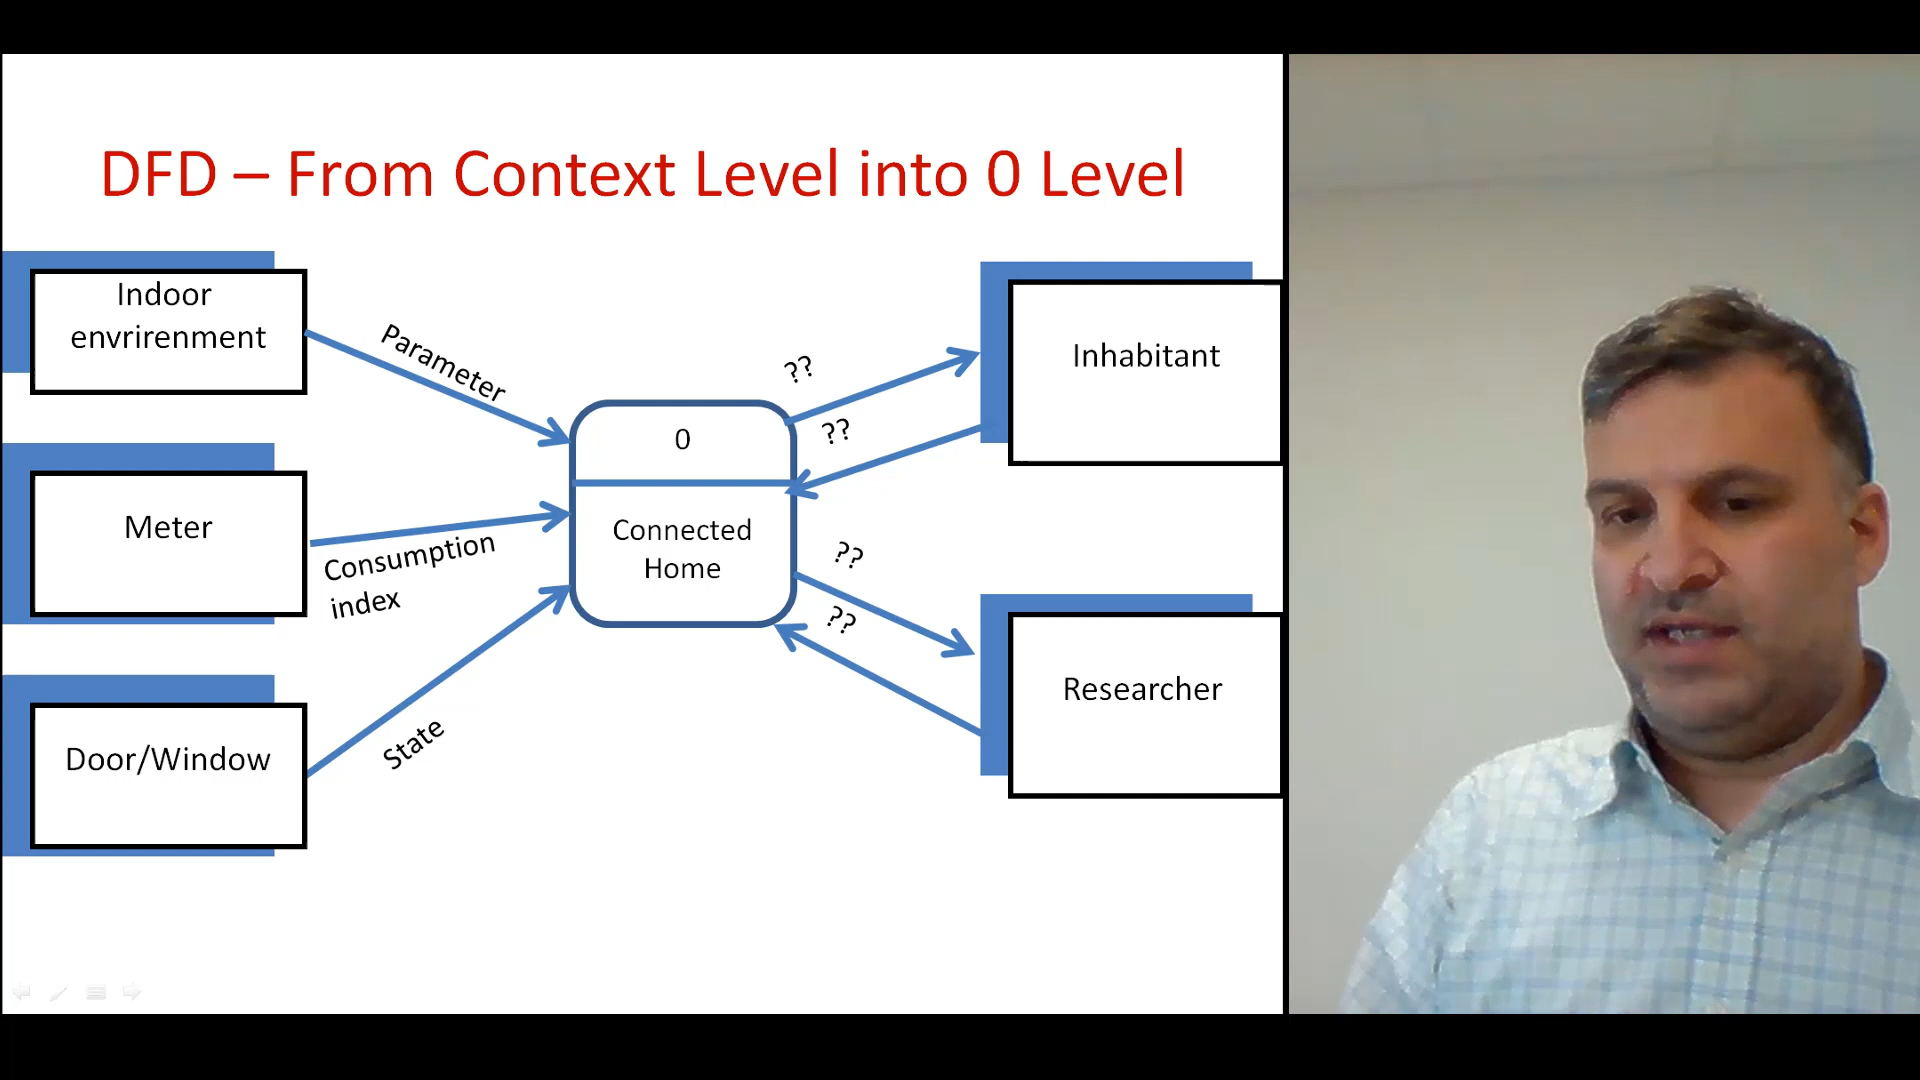 DFD – From Context Level into 0 Level
Indoor
envrirenment
Parameter
Meter
Consumption
index
Door/Window
State
0
Connected
Home
??
??
??
??
Inhabitant
Researcher